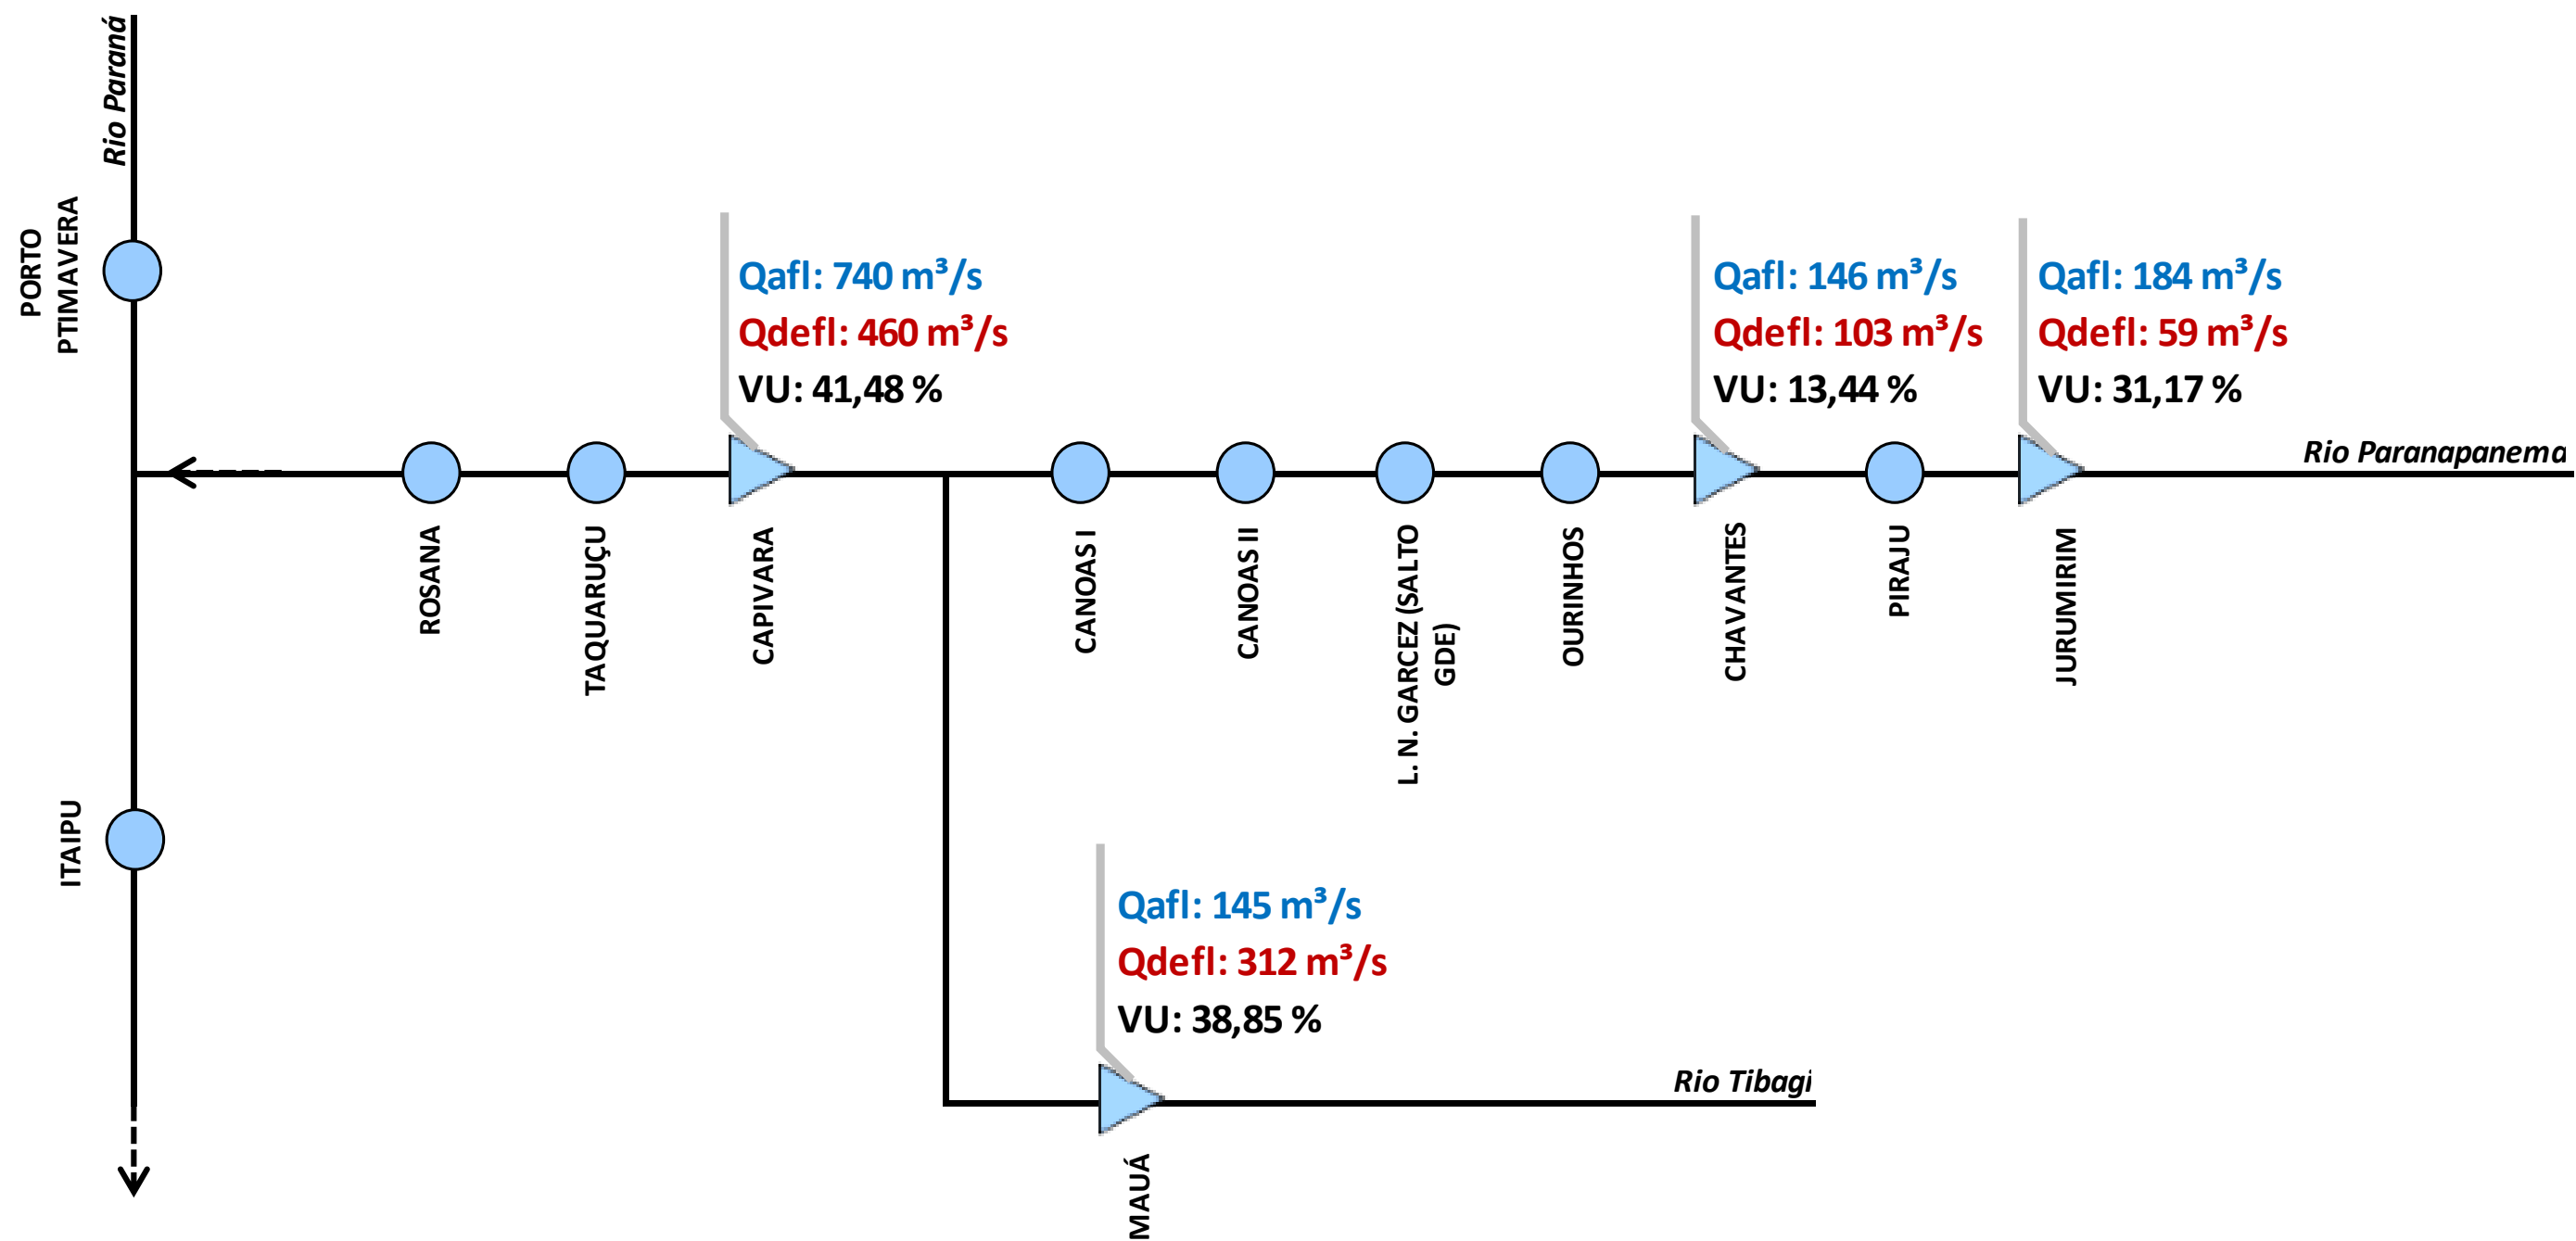 Rio Paraná
PORTO
PTIMAVERA
Qafl: 740 m³/s
Qdefl: 460 m³/s
VU: 41,48 %
Qafl: 146 m³/s
Qdefl: 103 m³/s
VU: 13,44 %
Qafl: 184 m³/s
Qdefl: 59 m³/s
VU: 31,17 %
Rio Paranapanema
ROSANA
TAQUARUÇU
CAPIVARA
CANOAS I
CANOAS II
L. N. GARCEZ (SALTO
GDE)
OURINHOS
CHAVANTES
PIRAJU
JURUMIRIM
ITAIPU
Qafl: 145 m³/s
Qdefl: 312 m³/s
VU: 38,85 %
Rio Tibagi
MAUÁ